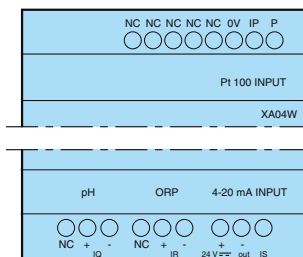 NC NC NC NC NC 0V IP P
Pt 100 INPUT
XA04W
pH ORP 4-20 mA INPUT
NC + - NC + - + -
IQ IR 24 V out IS